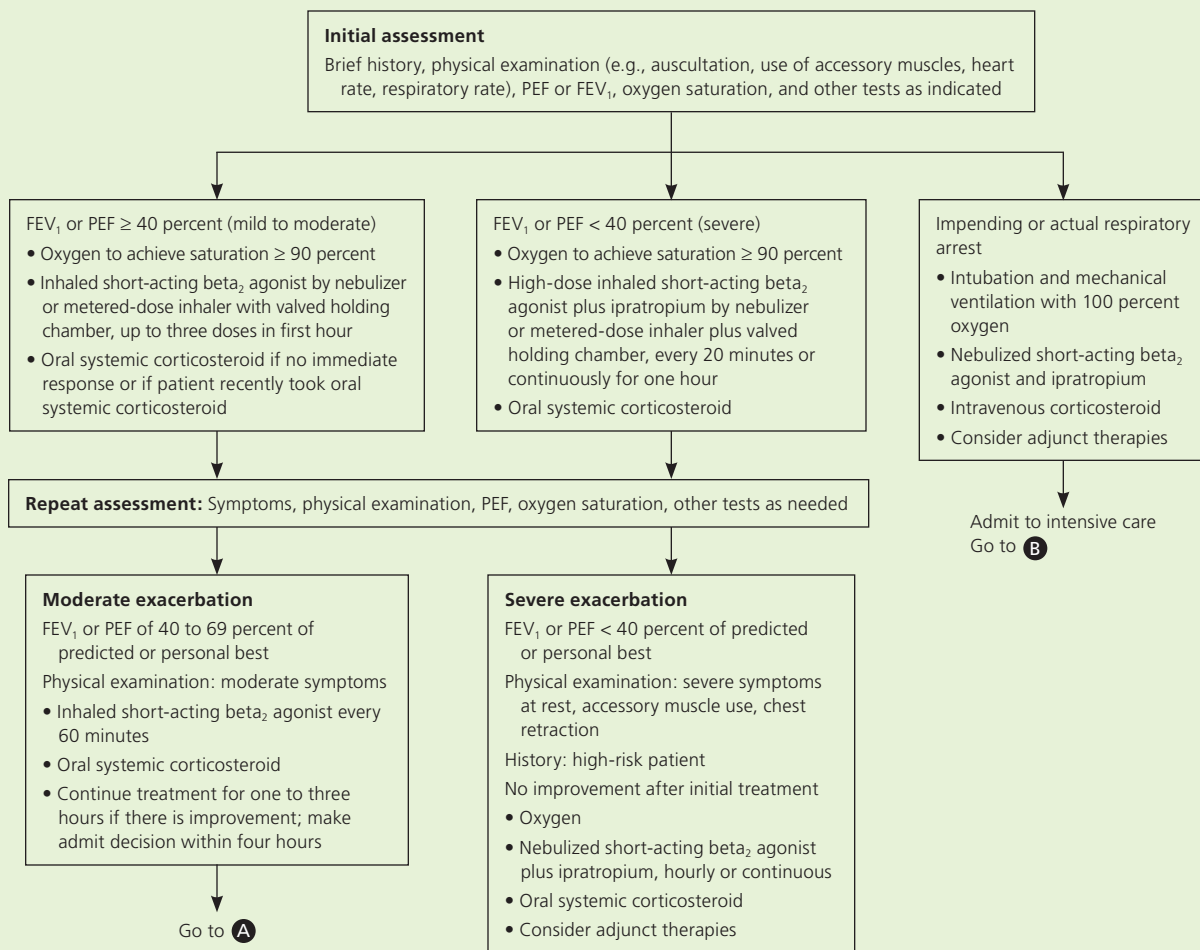 Initial assessment
Brief history, physical examination (e.g., auscultation, use of accessory muscles, heart
rate, respiratory rate), PEF or FEV₁, oxygen saturation, and other tests as indicated
FEV₁ or PEF ≥ 40 percent (mild to moderate)
• Oxygen to achieve saturation ≥ 90 percent
• Inhaled short-acting beta₂ agonist by nebulizer
or metered-dose inhaler with valved holding
chamber, up to three doses in first hour
• Oral systemic corticosteroid if no immediate
response or if patient recently took oral
systemic corticosteroid
FEV₁ or PEF < 40 percent (severe)
• Oxygen to achieve saturation ≥ 90 percent
• High-dose inhaled short-acting beta₂
agonist plus ipratropium by nebulizer
or metered-dose inhaler plus valved
holding chamber, every 20 minutes or
continuously for one hour
• Oral systemic corticosteroid
Impending or actual respiratory
arrest
• Intubation and mechanical
ventilation with 100 percent
oxygen
• Nebulized short-acting beta₂
agonist and ipratropium
• Intravenous corticosteroid
• Consider adjunct therapies
Repeat assessment: Symptoms, physical examination, PEF, oxygen saturation, other tests as needed
Admit to intensive care
Go to B
Moderate exacerbation
FEV₁ or PEF of 40 to 69 percent of
predicted or personal best
Physical examination: moderate symptoms
• Inhaled short-acting beta₂ agonist every
60 minutes
• Oral systemic corticosteroid
• Continue treatment for one to three
hours if there is improvement; make
admit decision within four hours
Go to A
Severe exacerbation
FEV₁ or PEF < 40 percent of predicted
or personal best
Physical examination: severe symptoms
at rest, accessory muscle use, chest
retraction
History: high-risk patient
No improvement after initial treatment
• Oxygen
• Nebulized short-acting beta₂ agonist
plus ipratropium, hourly or continuous
• Oral systemic corticosteroid
• Consider adjunct therapies